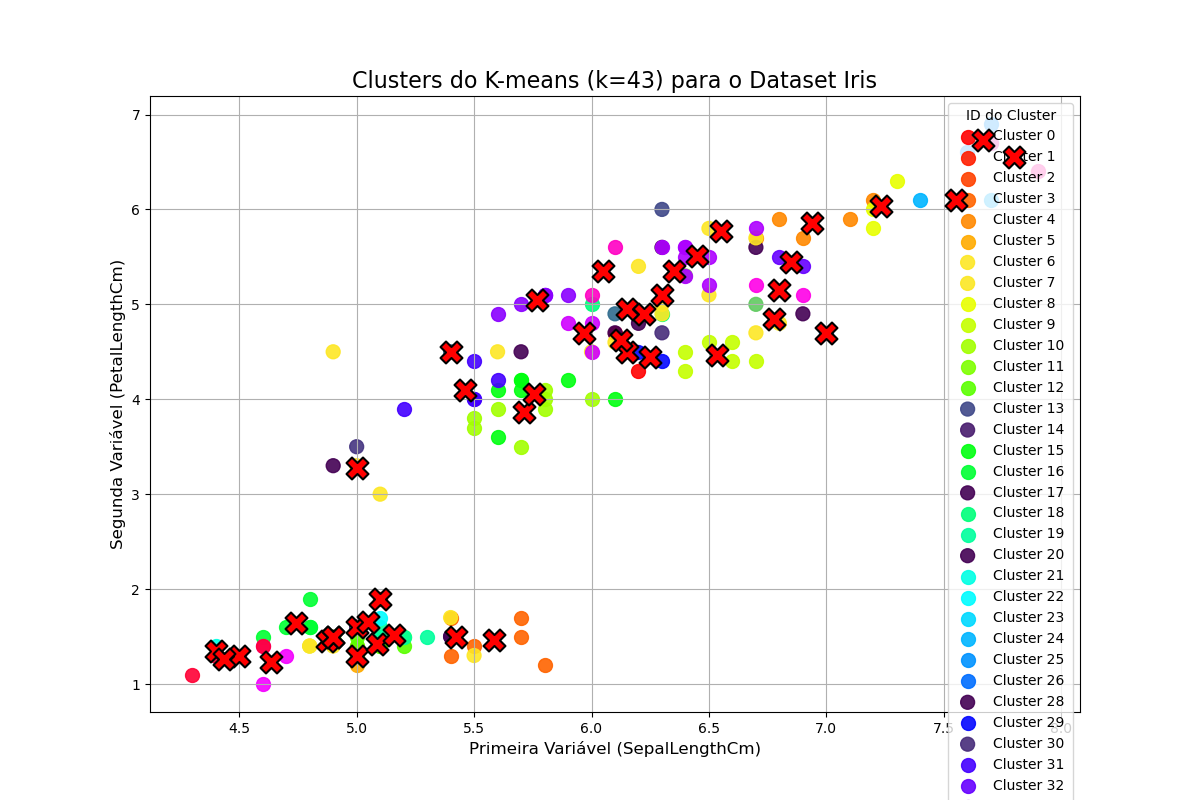 Clusters do K-means (k=43) para o Dataset Iris
Segunda Variável (PetalLengthCm)
7
6
5
4
3
2
1
4.5
5.0
5.5
6.0
6.5
7.0
7.5
8.0
Primeira Variável (SepalLengthCm)
ID do Cluster
Cluster 0
Cluster 1
Cluster 2
Cluster 3
Cluster 4
Cluster 5
Cluster 6
Cluster 7
Cluster 8
Cluster 9
Cluster 10
Cluster 11
Cluster 12
Cluster 13
Cluster 14
Cluster 15
Cluster 16
Cluster 17
Cluster 18
Cluster 19
Cluster 20
Cluster 21
Cluster 22
Cluster 23
Cluster 24
Cluster 25
Cluster 26
Cluster 28
Cluster 29
Cluster 30
Cluster 31
Cluster 32